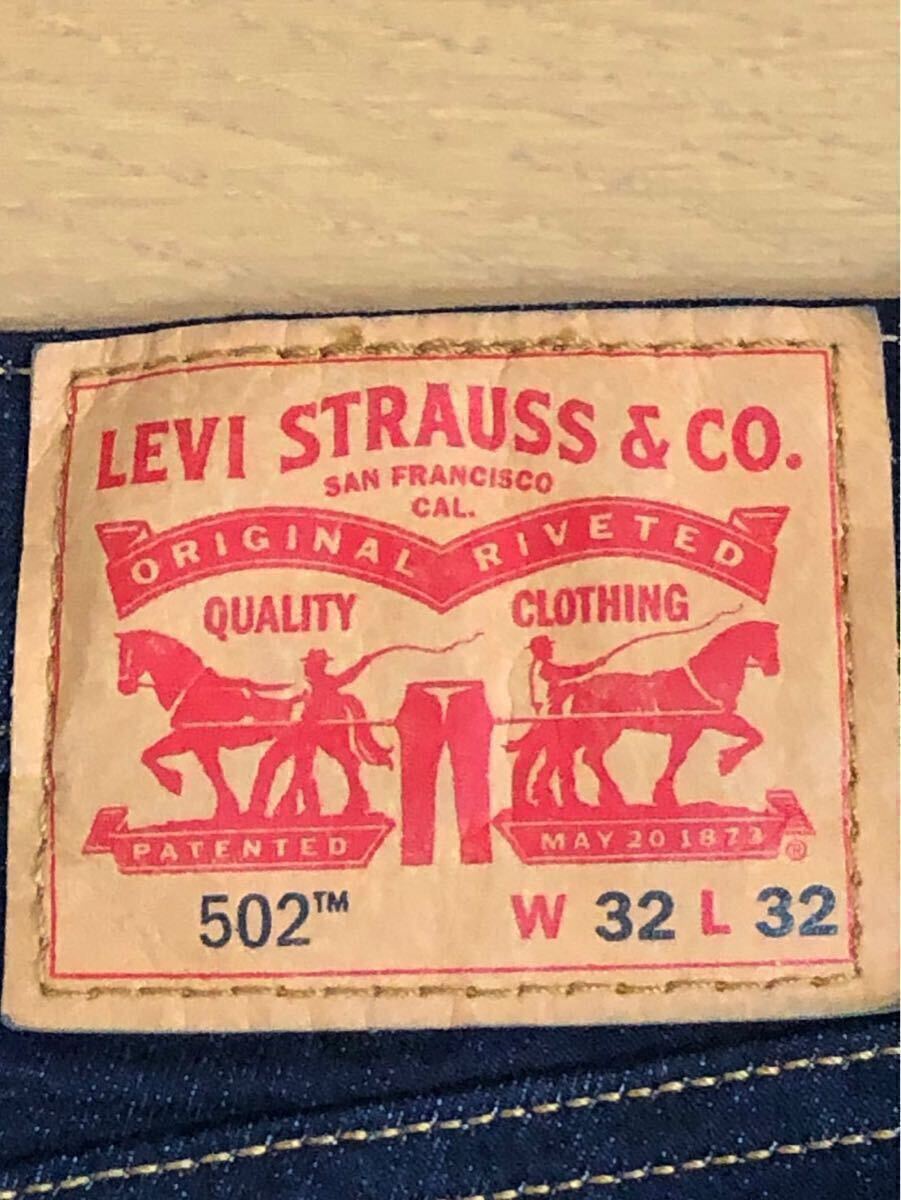 LEVI STRAUSS & CO.
SAN FRANCISCO
CAL.
ORIGINAL RIVETED
QUALITY CLOTHING
PATENTED MAY 20 1873 ®
502™ W 32 L 32